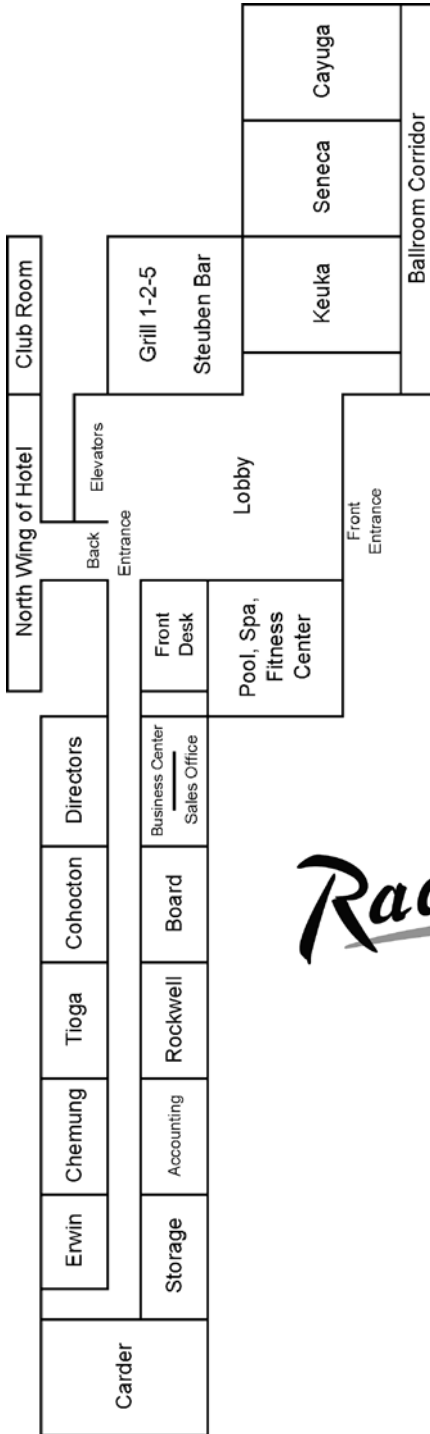 North Wing of Hotel
Club Room
Cayuga
Seneca
Keuka
Ballroom Corridor
Grill 1-2-5
Steuben Bar
Elevators
Back
Entrance
Lobby
Front
Entrance
Front
Desk
Pool, Spa,
Fitness
Center
Directors
Cohocton
Tioga
Chemung
Erwin
Business Center
Sales Office
Board
Rockwell
Accounting
Storage
Carder